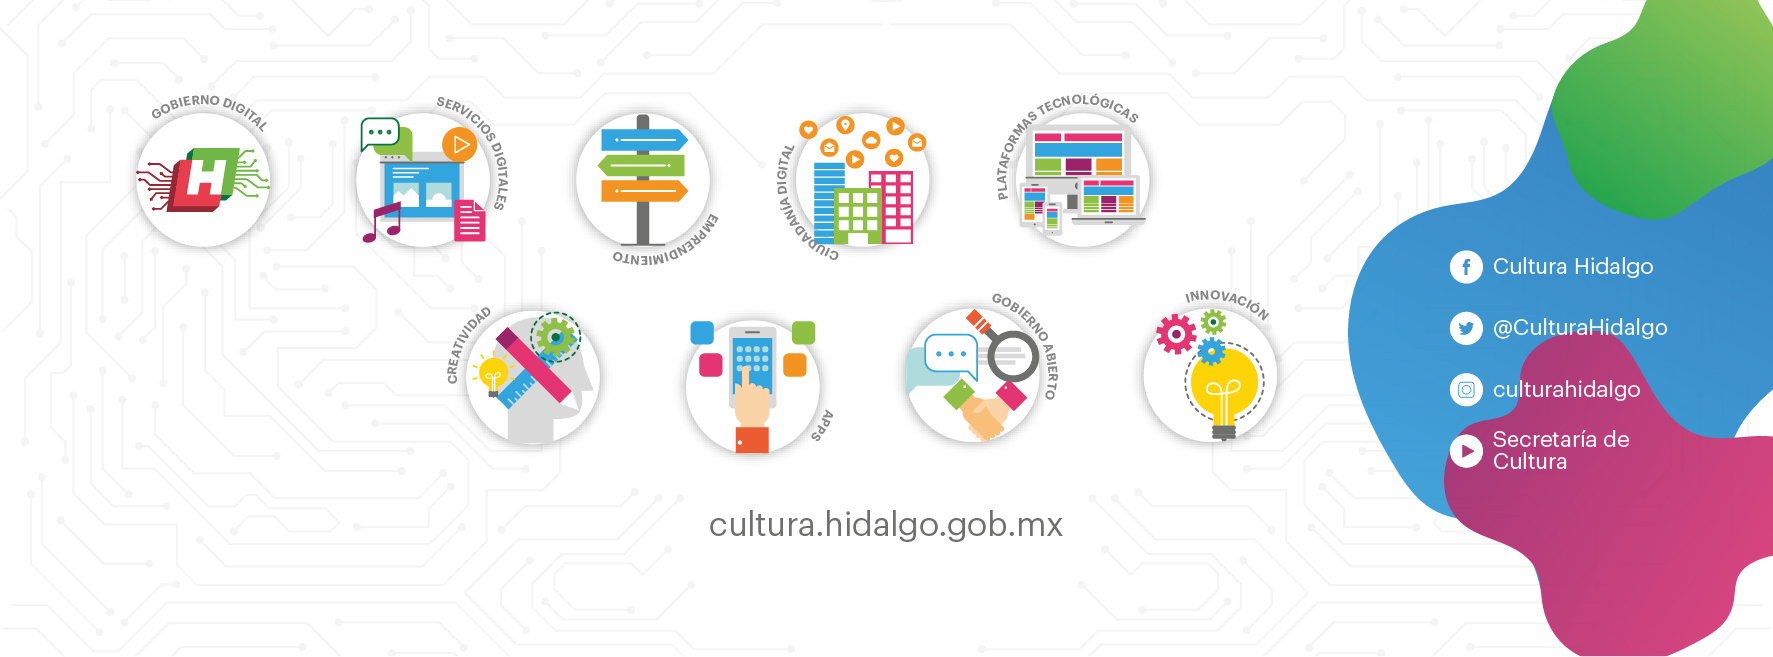 GOBIERNO DIGITAL
H
SERVICIOS DIGITALES
EMPRENDIMIENTO
CIUDADANÍA DIGITAL
PLATAFORMAS TECNOLÓGICAS
CREATIVIDAD
APPS
GOBIERNO ABIERTO
INNOVACIÓN
cultura.hidalgo.gob.mx
Cultura Hidalgo
@CulturaHidalgo
culturahidalgo
Secretaría de
Cultura